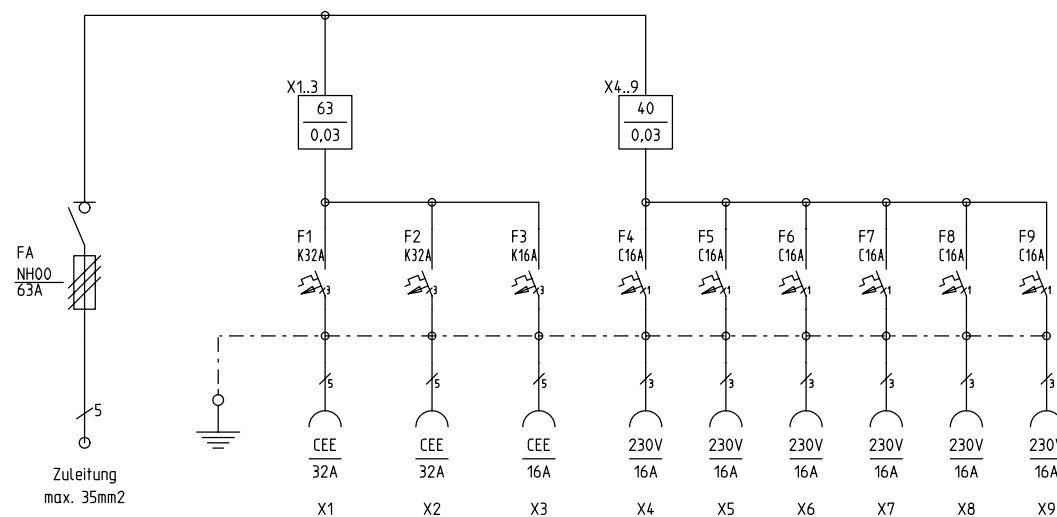 X1..3
X4..9
63
0,03
40
0,03
FA
NH00
63A
F1
K32A
F2
K32A
F3
K16A
F4
C16A
F5
C16A
F6
C16A
F7
C16A
F8
C16A
F9
C16A
3
3
3
1
1
1
1
1
1
5
5
5
5
3
3
3
3
3
3
Zuleitung
max. 35mm2
CEE
32A
CEE
32A
CEE
16A
230V
16A
230V
16A
230V
16A
230V
16A
230V
16A
230V
16A
X1
X2
X3
X4
X5
X6
X7
X8
X9